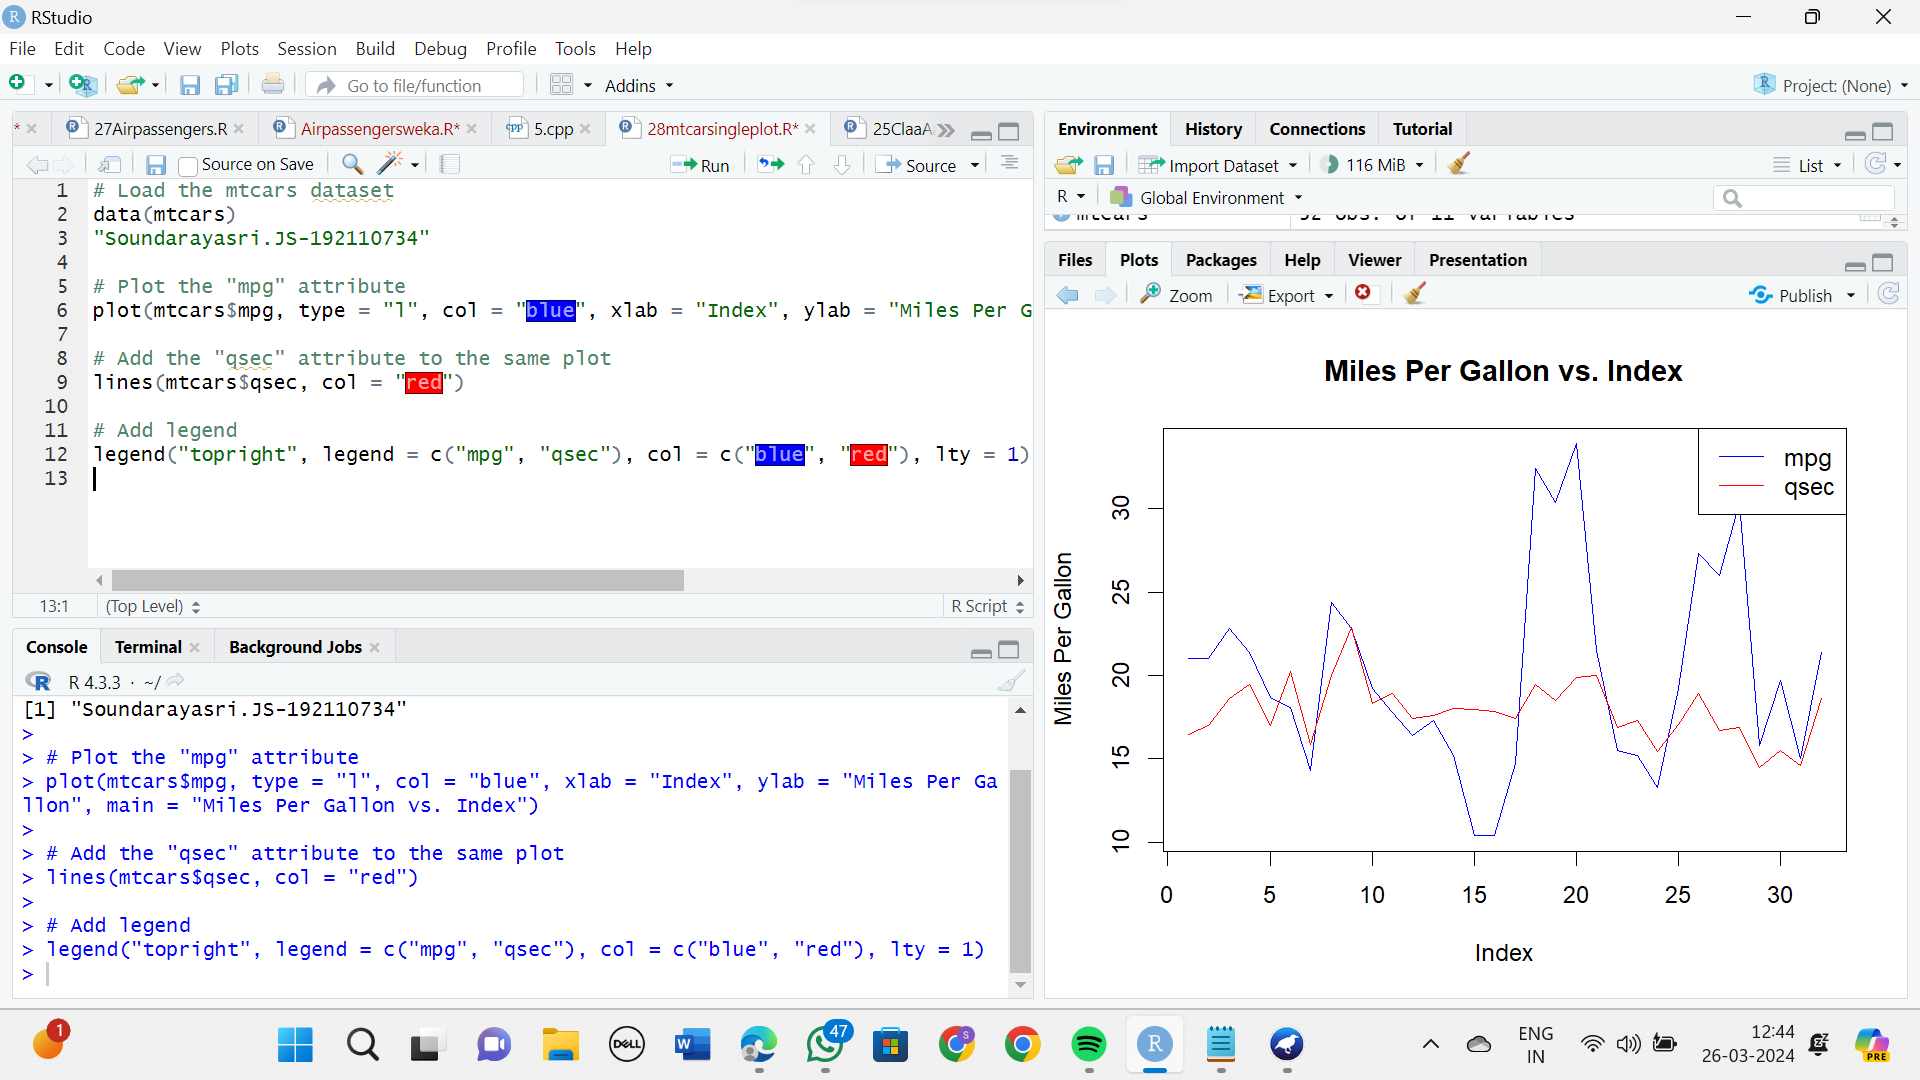 RStudio
File Edit Code View Plots Session Build Debug Profile Tools Help
Go to file/function Addins Project: (None)
* 27Airpassengers.R Airpassengersweka.R* 5.cpp 28mtcarsingleplot.R* 25ClaaA
Source on Save Run Source
1 # Load the mtcars dataset
2 data(mtcars)
3 "Soundarayasri.JS-192110734"
4
5 # Plot the "mpg" attribute
6 plot(mtcars$mpg, type = "l", col = "blue", xlab = "Index", ylab = "Miles Per G
7
8 # Add the "qsec" attribute to the same plot
9 lines(mtcars$qsec, col = "red")
10
11 # Add legend
12 legend("topright", legend = c("mpg", "qsec"), col = c("blue", "red"), lty = 1)
13
13:1 (Top Level) R Script
Console Terminal Background Jobs
R 4.3.3 · ~/
[1] "Soundarayasri.JS-192110734"
>
> # Plot the "mpg" attribute
> plot(mtcars$mpg, type = "l", col = "blue", xlab = "Index", ylab = "Miles Per Ga
llon", main = "Miles Per Gallon vs. Index")
>
> # Add the "qsec" attribute to the same plot
> lines(mtcars$qsec, col = "red")
>
> # Add legend
> legend("topright", legend = c("mpg", "qsec"), col = c("blue", "red"), lty = 1)
>
Environment History Connections Tutorial
Import Dataset 116 MiB List
R Global Environment
mtcars 32 obs. of 11 variables
Files Plots Packages Help Viewer Presentation
Zoom Export Publish
Miles Per Gallon vs. Index
mpg
qsec
Miles Per Gallon
30
25
20
15
10
0 5 10 15 20 25 30
Index
1
DELL
W
47
S
R
ENG
IN
12:44
26-03-2024
PRE